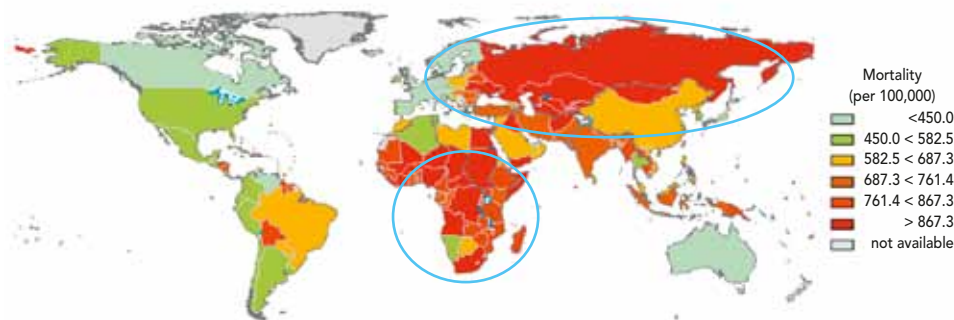 Mortality
(per 100,000)
<450.0
450.0 < 582.5
582.5 < 687.3
687.3 < 761.4
761.4 < 867.3
> 867.3
not available